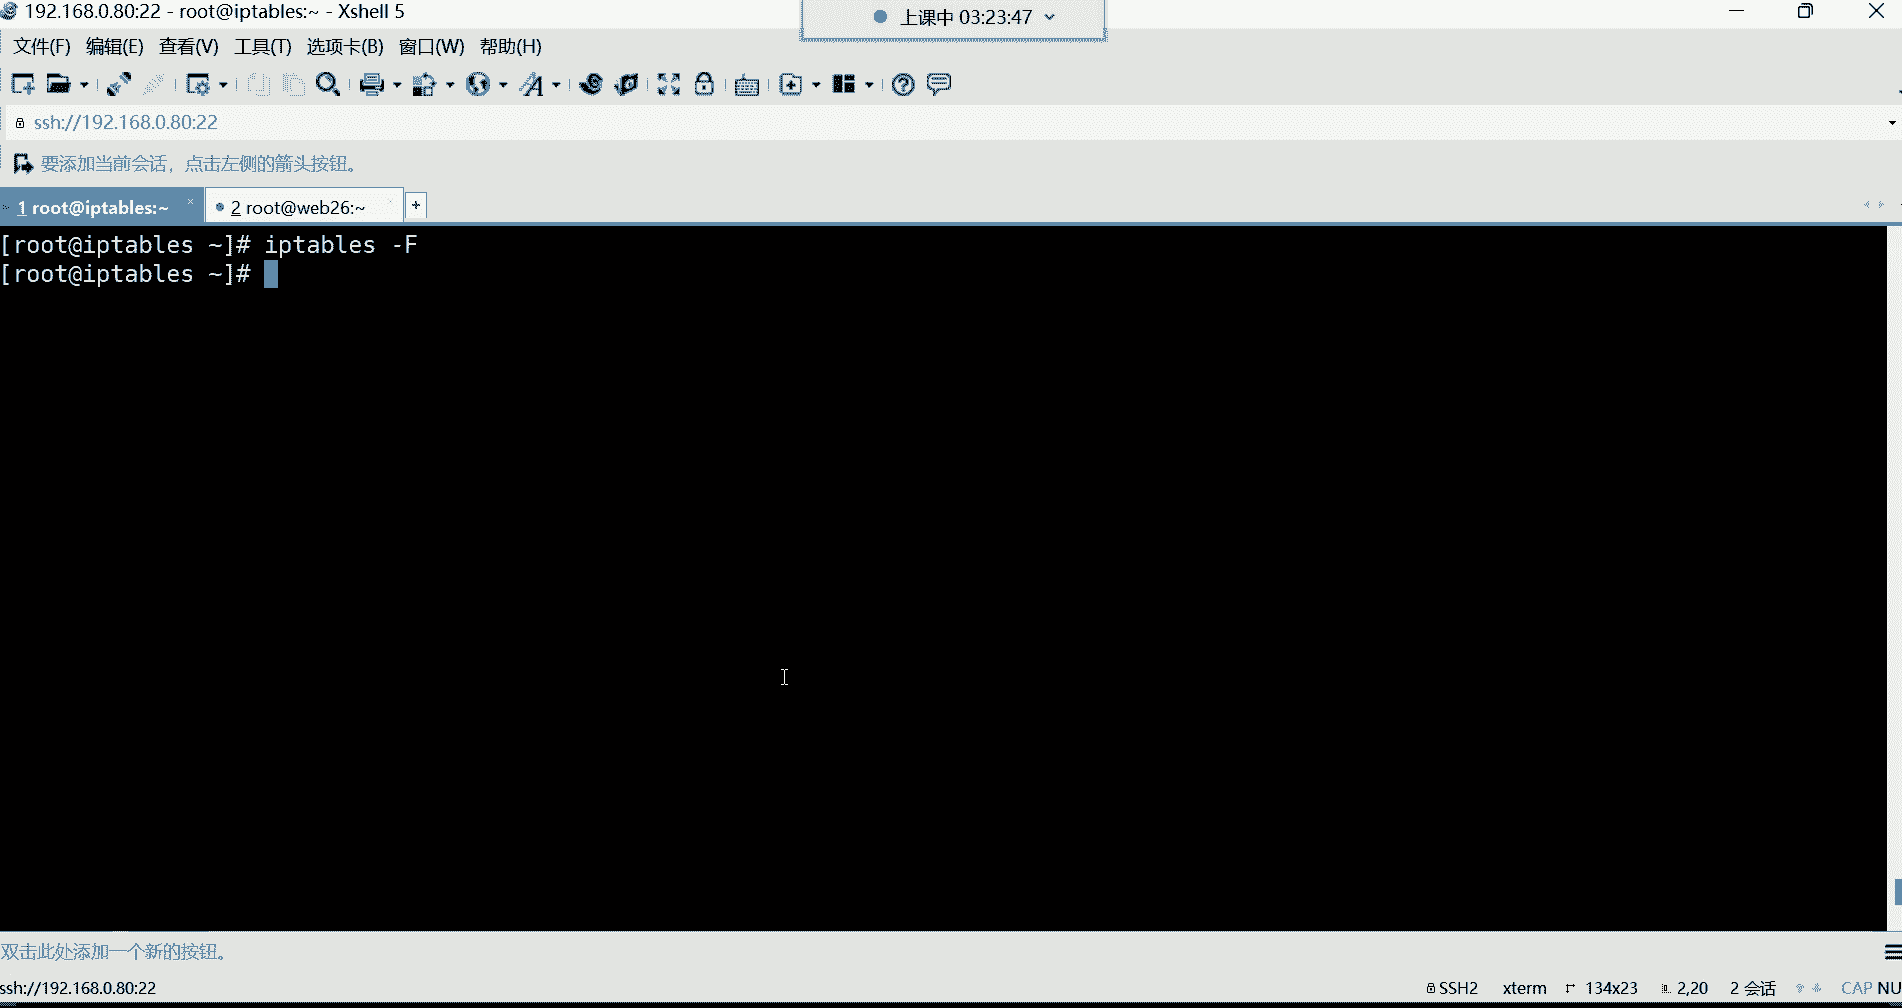 192.168.0.80:22 - root@iptables:~ - Xshell 5
上课中 03:23:47
文件(F) 编辑(E) 查看(V) 工具(T) 选项卡(B) 窗口(W) 帮助(H)
ssh://192.168.0.80:22
要添加当前会话，点击左侧的箭头按钮。
1 root@iptables:~ 2 root@web26:~
[root@iptables ~]# iptables -F
[root@iptables ~]#
双击此处添加一个新的按钮。
ssh://192.168.0.80:22 SSH2 xterm 134x23 2,20 2 会话 CAP NU